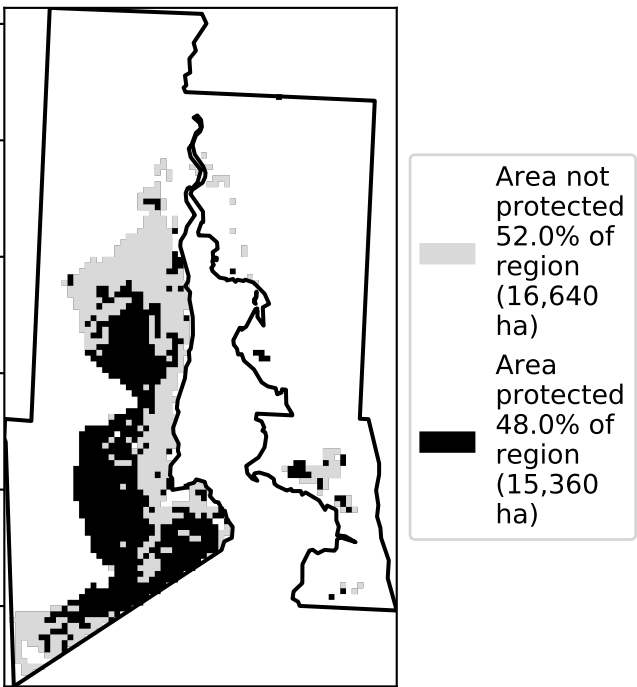 Area not
protected
52.0% of
region
(16,640
ha)
Area
protected
48.0% of
region
(15,360
ha)